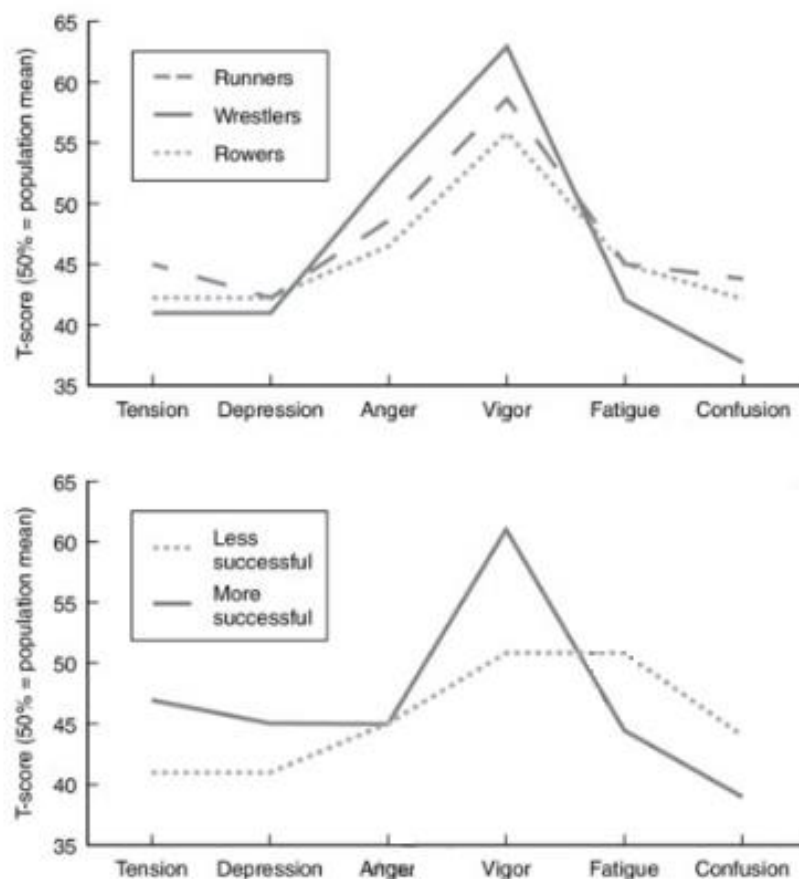 T-score (50% = population mean)
65
60
55
50
45
40
35
Runners
Wrestlers
Rowers
Tension
Depression
Anger
Vigor
Fatigue
Confusion
T-score (50% = population mean)
65
60
55
50
45
40
35
Less
successful
More
successful
Tension
Depression
Anger
Vigor
Fatigue
Confusion